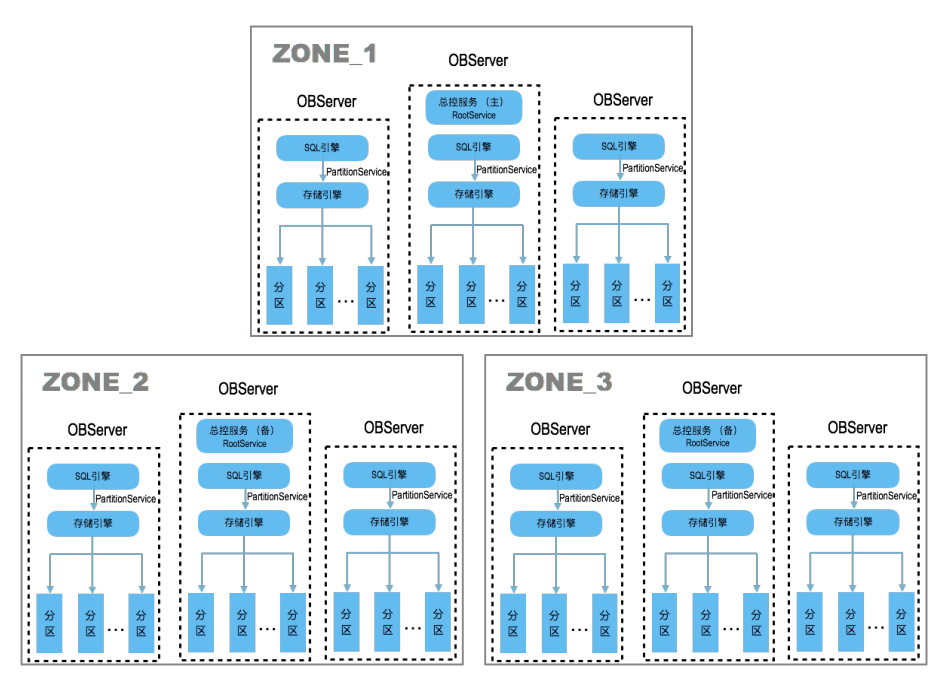 ZONE_1
OBServer
SQL引擎
PartitionService
存储引擎
分区
分区
...
分区
OBServer
总控服务 （主）
RootService
SQL引擎
PartitionService
存储引擎
分区
分区
...
分区
OBServer
SQL引擎
PartitionService
存储引擎
分区
分区
...
分区
ZONE_2
OBServer
SQL引擎
PartitionService
存储引擎
分区
分区
...
分区
OBServer
总控服务 （备）
RootService
SQL引擎
PartitionService
存储引擎
分区
分区
...
分区
OBServer
SQL引擎
PartitionService
存储引擎
分区
分区
...
分区
ZONE_3
OBServer
SQL引擎
PartitionService
存储引擎
分区
分区
...
分区
OBServer
总控服务 （备）
RootService
SQL引擎
PartitionService
存储引擎
分区
分区
...
分区
OBServer
SQL引擎
PartitionService
存储引擎
分区
分区
...
分区